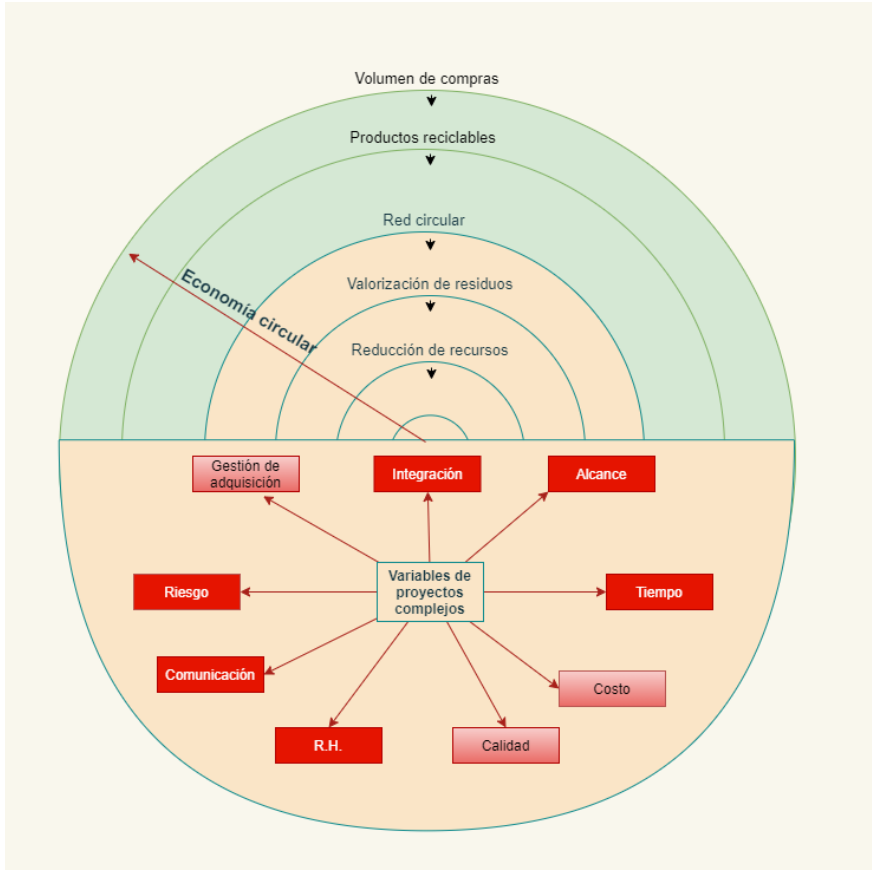 Volumen de compras
Productos reciclables
Red circular
Economía circular
Valorización de residuos
Reducción de recursos
Gestión de
adquisición
Integración
Alcance
Variables de
proyectos
complejos
Riesgo
Tiempo
Comunicación
Costo
R.H.
Calidad